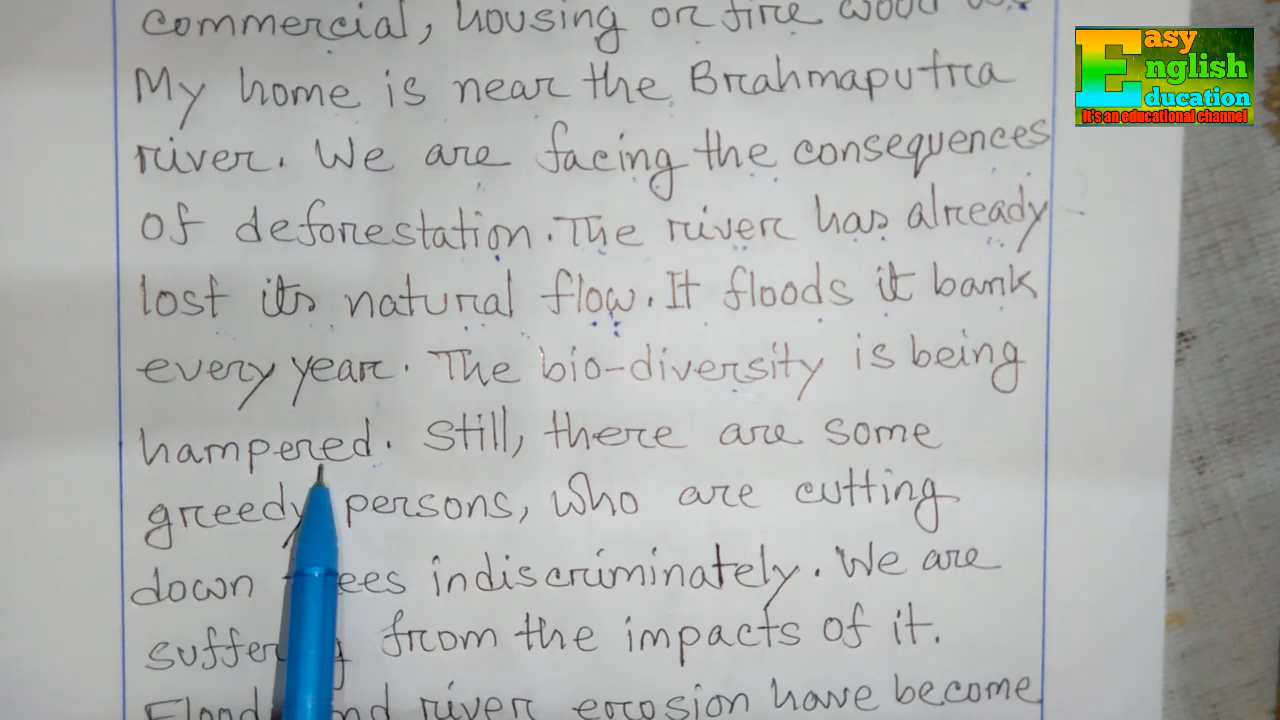 commercial, housing or fire wood
My home is near the Brahmaputra
river. We are facing the consequences
of deforestation. The river has already
lost its natural flow. It floods it bank
every year. The bio-diversity is being
hampered. Still, there are some
greedy persons, who are cutting
down trees indiscriminately. We are
suffering from the impacts of it.
Flood and river erosion have become
Easy
English
Education
It's an educational channel